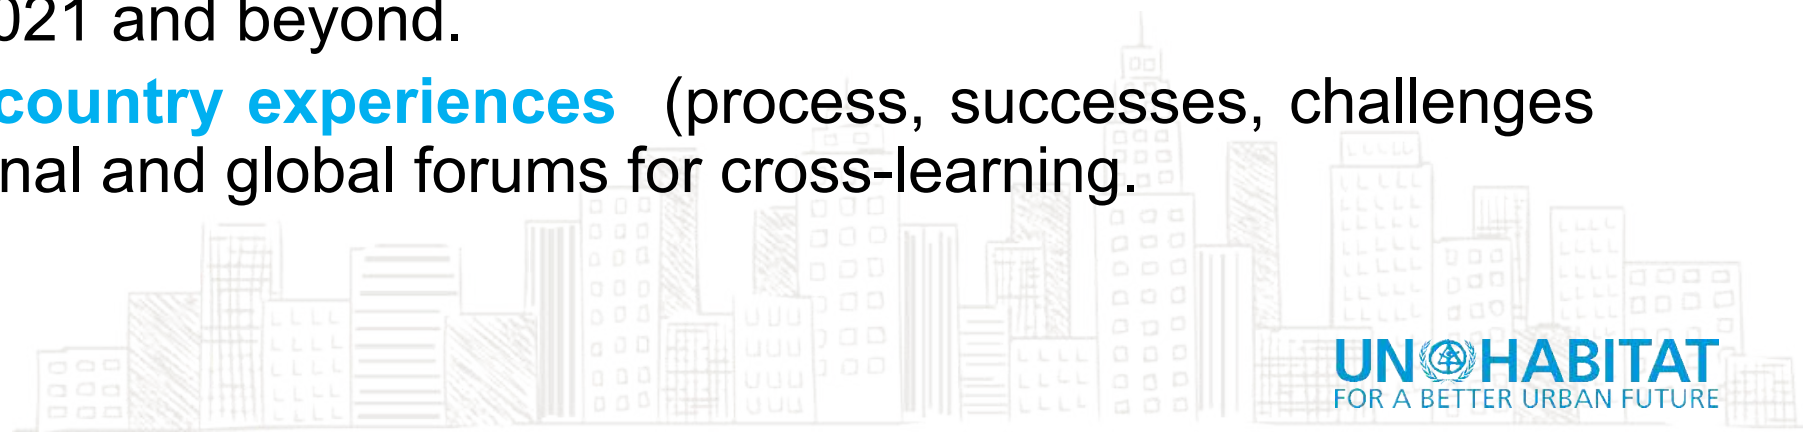 021 and beyond.
country experiences (process, successes, challenges
nal and global forums for cross-learning.
UN HABITAT
FOR A BETTER URBAN FUTURE